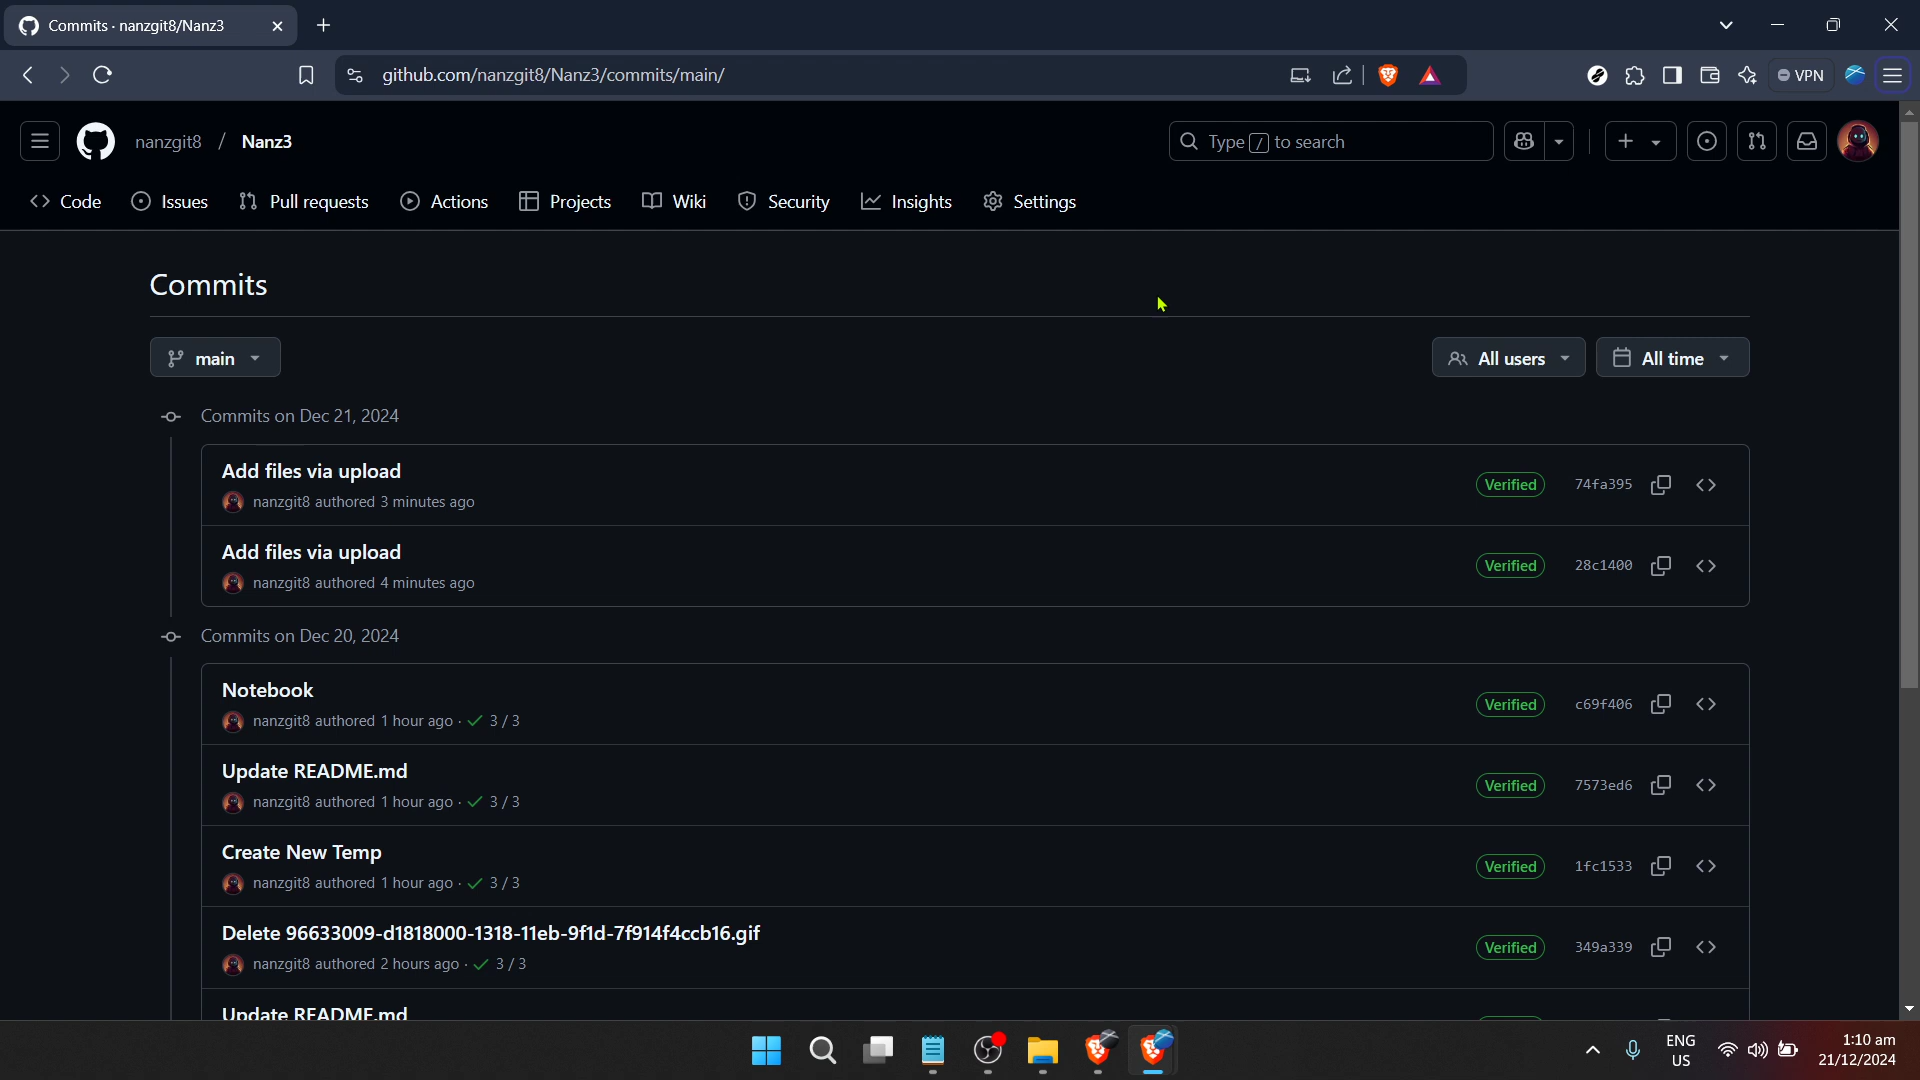 Commits · nanzgit8/Nanz3
github.com/nanzgit8/Nanz3/commits/main/
VPN
nanzgit8 / Nanz3
Type / to search
Code Issues Pull requests Actions Projects Wiki Security Insights Settings
Commits
main
All users
All time
Commits on Dec 21, 2024
Add files via upload
nanzgit8 authored 3 minutes ago
Verified 74fa395
Add files via upload
nanzgit8 authored 4 minutes ago
Verified 28c1400
Commits on Dec 20, 2024
Notebook
nanzgit8 authored 1 hour ago · ✓ 3 / 3
Verified c69f406
Update README.md
nanzgit8 authored 1 hour ago · ✓ 3 / 3
Verified 7573ed6
Create New Temp
nanzgit8 authored 1 hour ago · ✓ 3 / 3
Verified 1fc1533
Delete 96633009-d1818000-1318-11eb-9f1d-7f914f4ccb16.gif
nanzgit8 authored 2 hours ago · ✓ 3 / 3
Verified 349a339
Update README.md
ENG
US
1:10 am
21/12/2024